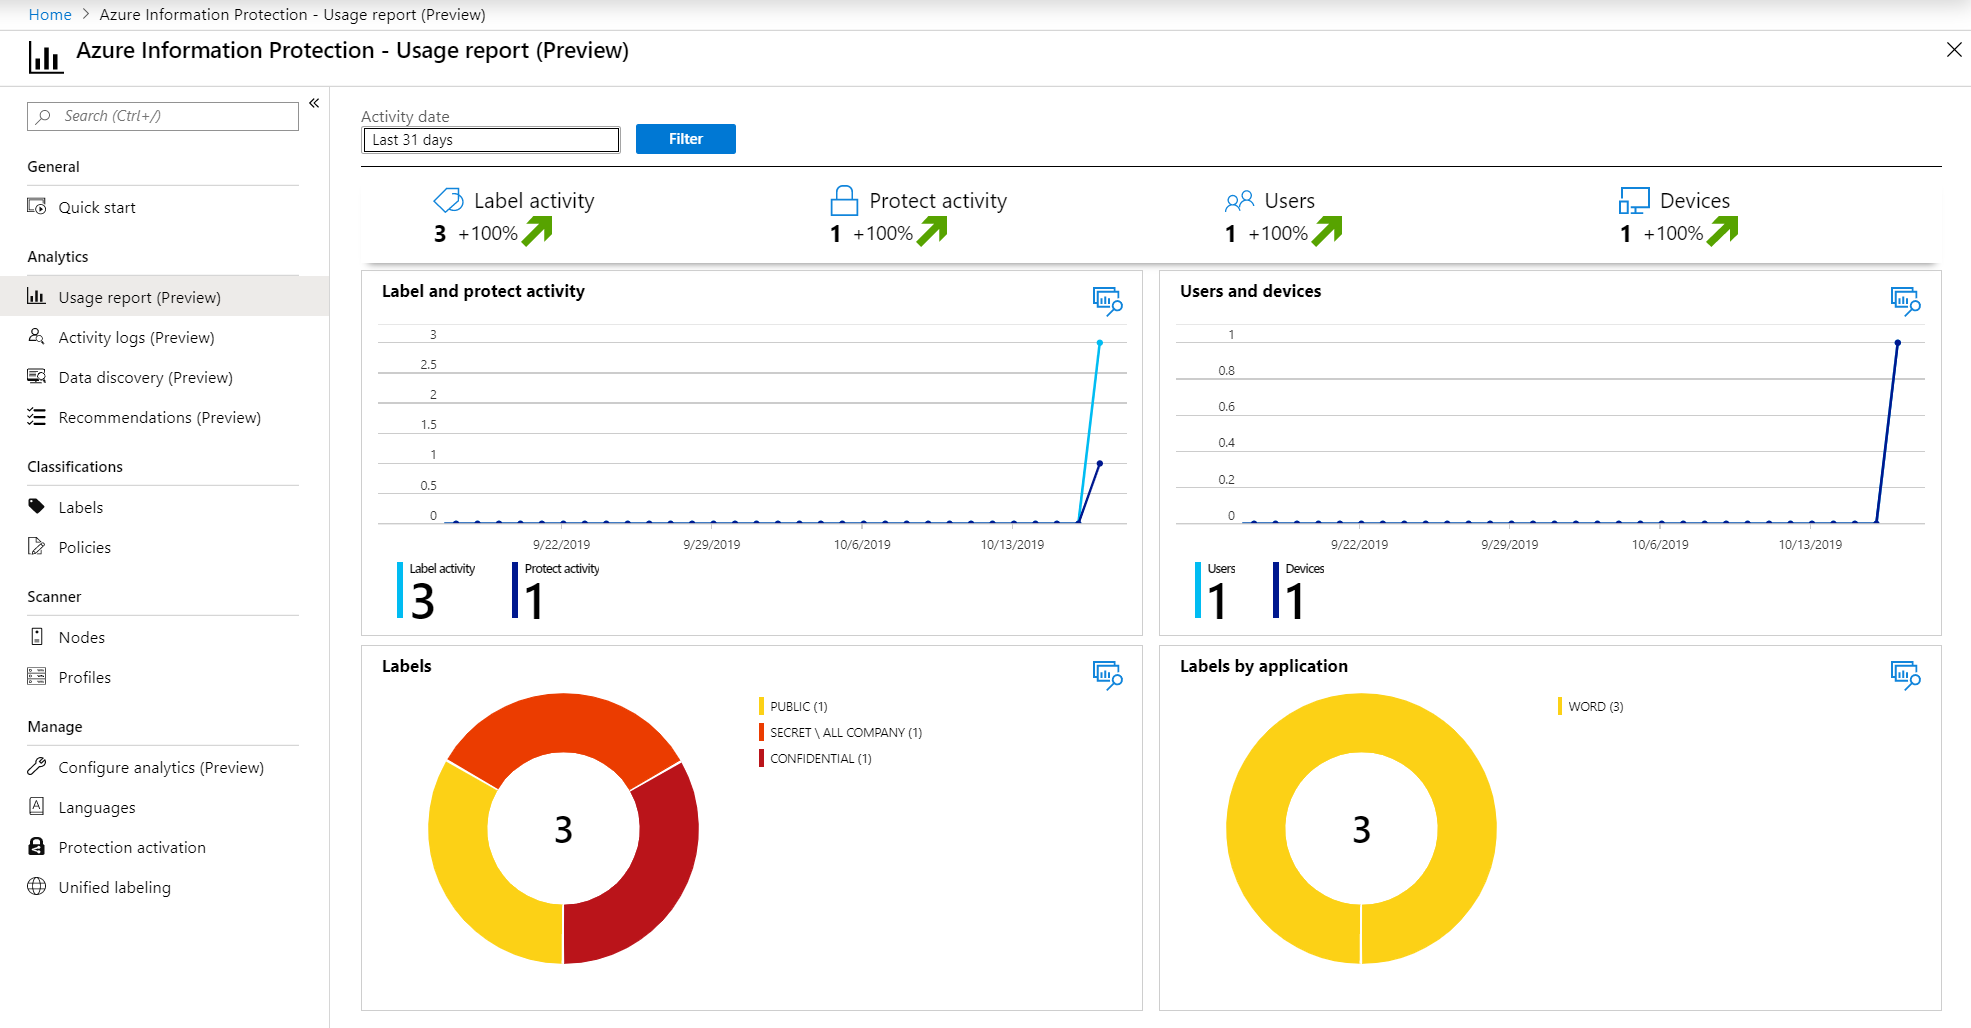 Home > Azure Information Protection - Usage report (Preview)
Azure Information Protection - Usage report (Preview)
Search (Ctrl+/)
General
Quick start
Analytics
Usage report (Preview)
Activity logs (Preview)
Data discovery (Preview)
Recommendations (Preview)
Classifications
Labels
Policies
Scanner
Nodes
Profiles
Manage
Configure analytics (Preview)
Languages
Protection activation
Unified labeling
Activity date
Last 31 days
Filter
Label activity
3 +100%
Protect activity
1 +100%
Users
1 +100%
Devices
1 +100%
Label and protect activity
3
2.5
2
1.5
1
0.5
0
9/22/2019 9/29/2019 10/6/2019 10/13/2019
Label activity
3
Protect activity
1
Users and devices
1
0.8
0.6
0.4
0.2
0
9/22/2019 9/29/2019 10/6/2019 10/13/2019
Users
1
Devices
1
Labels
3
PUBLIC (1)
SECRET \ ALL COMPANY (1)
CONFIDENTIAL (1)
Labels by application
3
WORD (3)